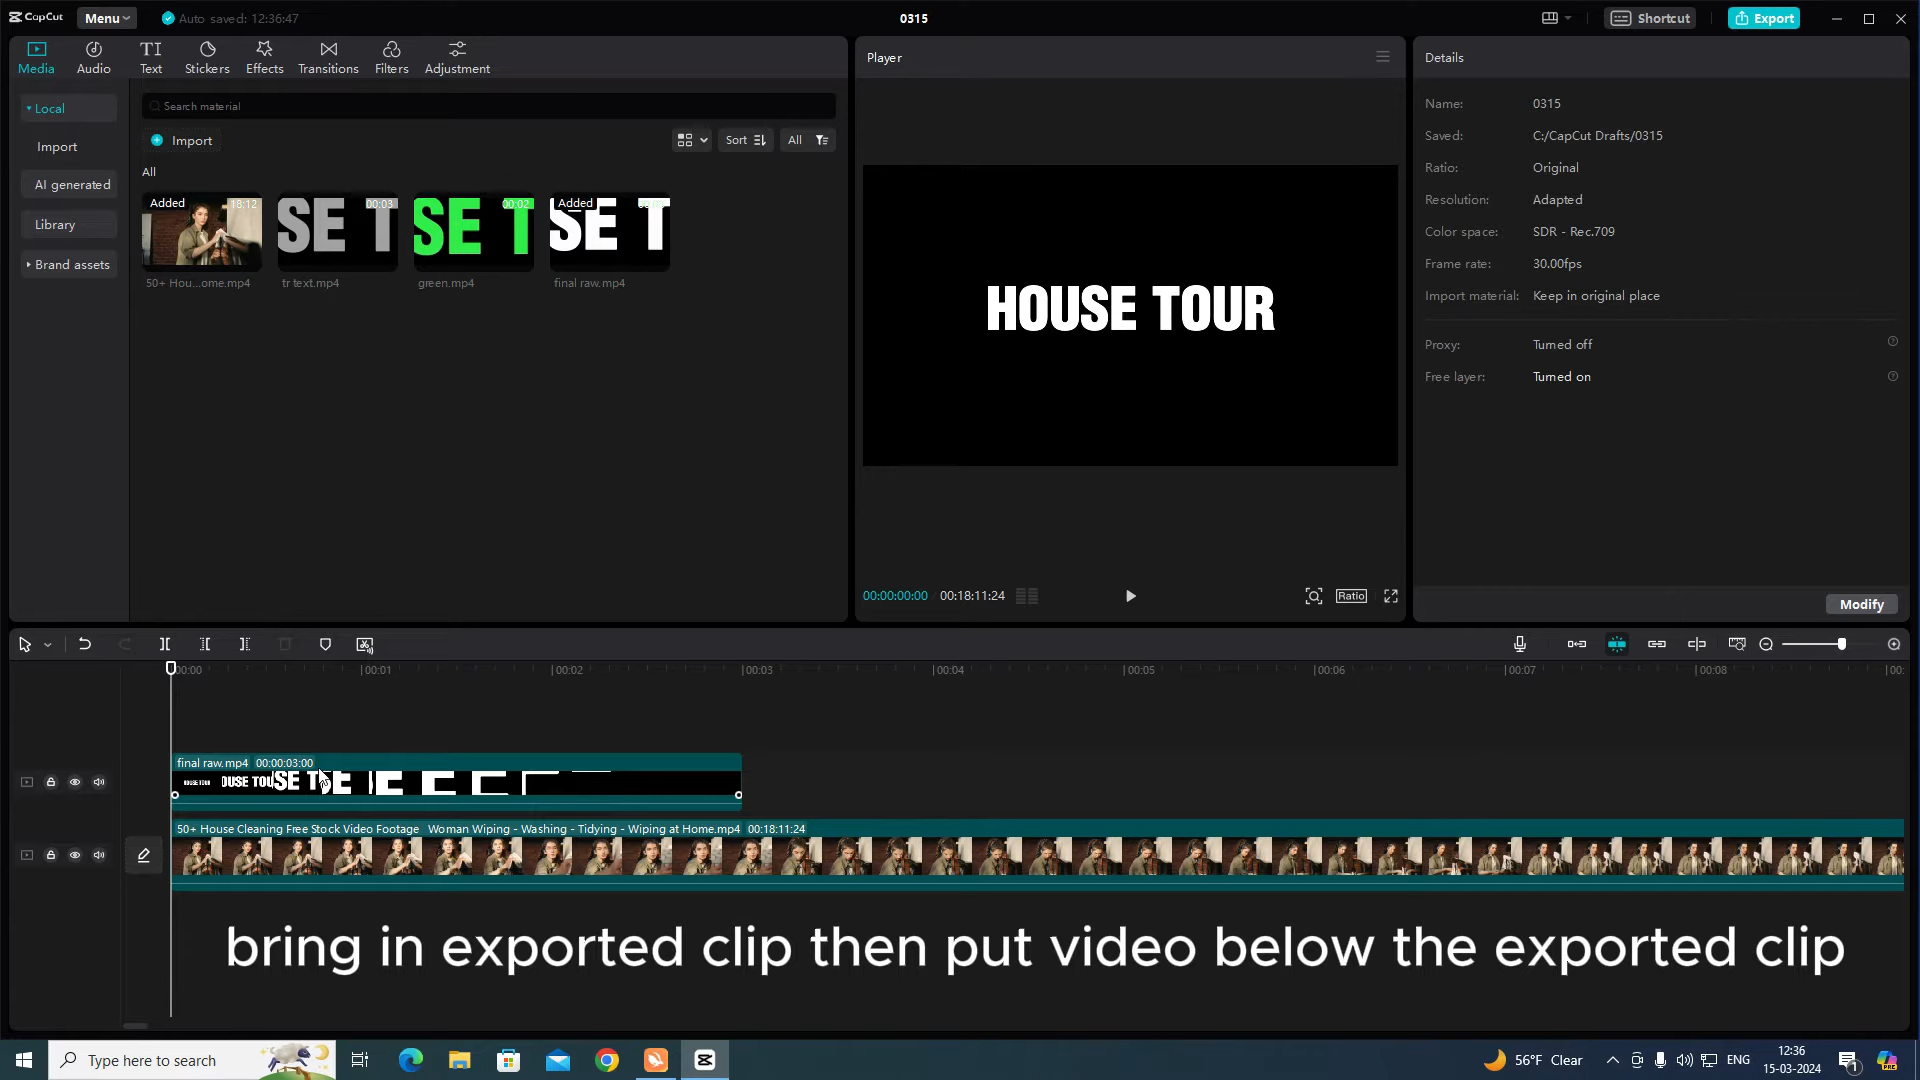 CapCut
Menu
Auto saved: 12:36:47
0315
Shortcut
Export
Media
Audio
Text
Stickers
Effects
Transitions
Filters
Adjustment
Local
Import
AI generated
Library
Brand assets
Search material
Import
Sort
All
All
Added
18:12
00:03
SE T
00:02
SE T
Added
SE T
50+ Hou...ome.mp4
tr text.mp4
green.mp4
final raw.mp4
Player
HOUSE TOUR
00:00:00:00
00:18:11:24
Ratio
Details
Name: 0315
Saved: C:/CapCut Drafts/0315
Ratio: Original
Resolution: Adapted
Color space: SDR - Rec.709
Frame rate: 30.00fps
Import material: Keep in original place
Proxy: Turned off
Free layer: Turned on
Modify
00:00
00:01
00:02
00:03
00:04
00:05
00:06
00:07
00:08
00:
final raw.mp4 00:00:03:00
HOUSE TOUR
OUSE TOU
SE T
50+ House Cleaning Free Stock Video Footage Woman Wiping - Washing - Tidying - Wiping at Home.mp4 00:18:11:24
bring in exported clip then put video below the exported clip
Type here to search
56°F Clear
ENG
12:36
15-03-2024
1
PRE